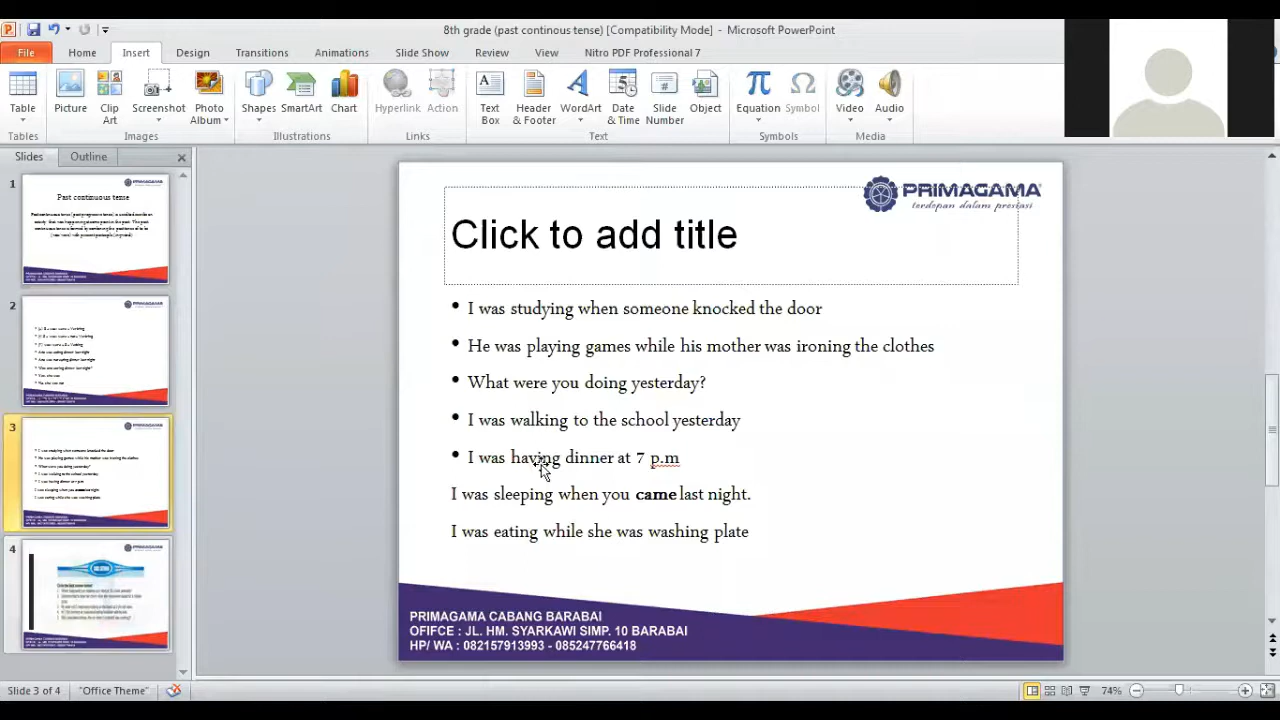 8th grade (past continous tense) [Compatibility Mode] - Microsoft PowerPoint
File Home Insert Design Transitions Animations Slide Show Review View Nitro PDF Professional 7
Table Picture Clip Art Screenshot Photo Album Shapes SmartArt Chart Hyperlink Action Text Box Header & Footer WordArt Date & Time Slide Number Object Equation Symbol Video Audio
Tables Images Illustrations Links Text Symbols Media
Slides Outline
1
Past continuous tense
2
3
4
PRIMAGAMA
terdepan dalam prestasi
Click to add title
• I was studying when someone knocked the door
• He was playing games while his mother was ironing the clothes
• What were you doing yesterday?
• I was walking to the school yesterday
• I was having dinner at 7 p.m
I was sleeping when you came last night.
I was eating while she was washing plate
PRIMAGAMA CABANG BARABAI
OFIFCE : JL. HM. SYARKAWI SIMP. 10 BARABAI
HP/ WA : 082157913993 - 085247766418
Slide 3 of 4 "Office Theme" 74%